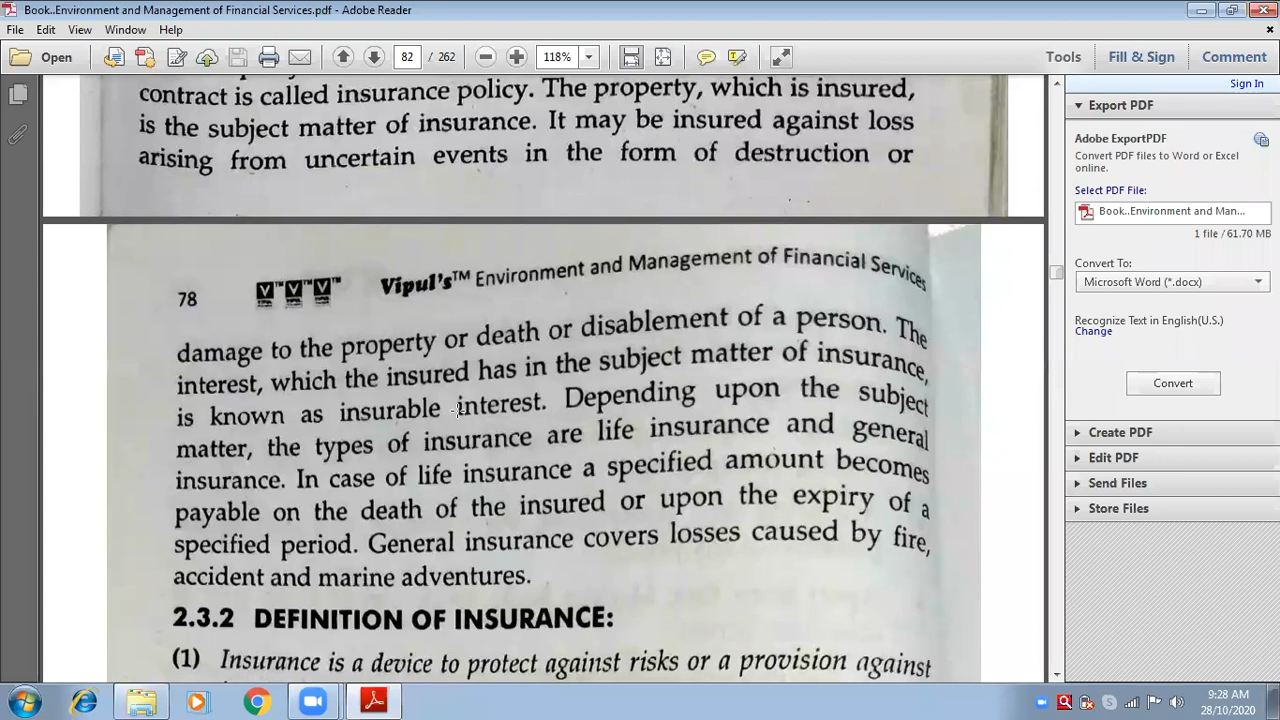 Book..Environment and Management of Financial Services.pdf - Adobe Reader
File Edit View Window Help
Open 82 / 262 118% Tools Fill & Sign Comment
contract is called insurance policy. The property, which is insured,
is the subject matter of insurance. It may be insured against loss
arising from uncertain events in the form of destruction or
78 V™V™V™ Vipul's™ Environment and Management of Financial Services
damage to the property or death or disablement of a person. The
interest, which the insured has in the subject matter of insurance,
is known as insurable interest. Depending upon the subject
matter, the types of insurance are life insurance and general
insurance. In case of life insurance a specified amount becomes
payable on the death of the insured or upon the expiry of a
specified period. General insurance covers losses caused by fire,
accident and marine adventures.
2.3.2 DEFINITION OF INSURANCE:
(1) Insurance is a device to protect against risks or a provision against
Sign In
Export PDF
Adobe ExportPDF
Convert PDF files to Word or Excel
online.
Select PDF File:
Book..Environment and Man...
1 file / 61.70 MB
Convert To:
Microsoft Word (*.docx)
Recognize Text in English(U.S.)
Change
Convert
Create PDF
Edit PDF
Send Files
Store Files
9:28 AM
28/10/2020